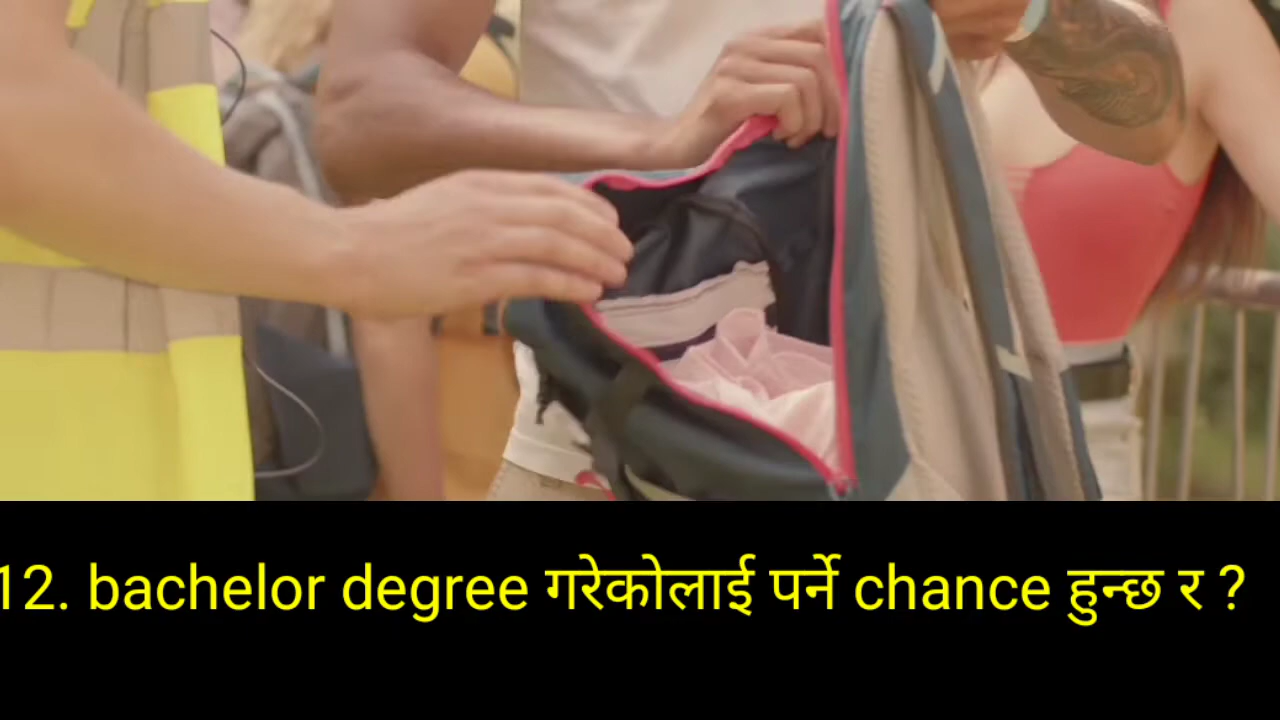 12. bachelor degree गरेकोलाई पर्ने chance हुन्छ र ?